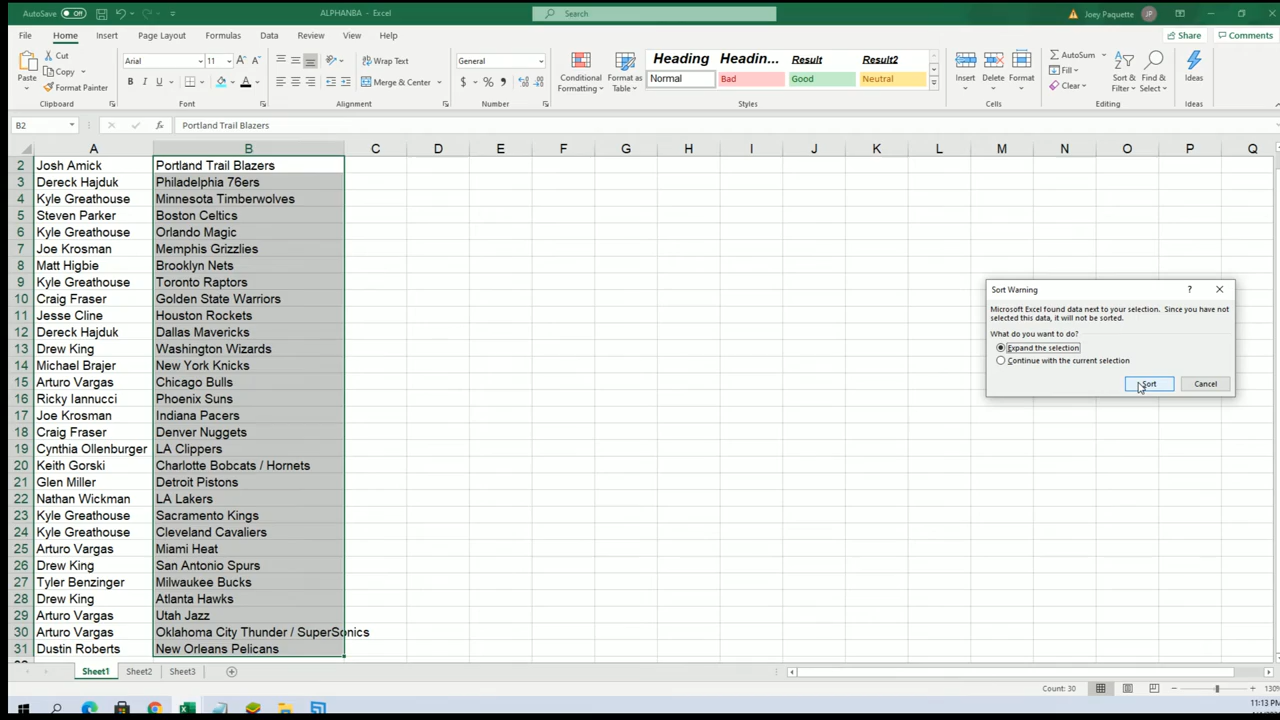 AutoSave Off ALPHANBA - Excel Search Joey Paquette JP
File Home Insert Page Layout Formulas Data Review View Help Share Comments
Paste Cut Copy Format Painter Clipboard
Arial 11 A A B I U A Font
Wrap Text Merge & Center Alignment
General $ % , Number
Conditional Formatting Format as Table
Heading Headin... Result Result2
Normal Bad Good Neutral
Styles
Insert Delete Format Cells
AutoSum Fill Clear Sort & Filter Find & Select Editing
Ideas Ideas
B2 fx Portland Trail Blazers
A B C D E F G H I J K L M N O P Q
2 Josh Amick Portland Trail Blazers
3 Dereck Hajduk Philadelphia 76ers
4 Kyle Greathouse Minnesota Timberwolves
5 Steven Parker Boston Celtics
6 Kyle Greathouse Orlando Magic
7 Joe Krosman Memphis Grizzlies
8 Matt Higbie Brooklyn Nets
9 Kyle Greathouse Toronto Raptors
10 Craig Fraser Golden State Warriors
11 Jesse Cline Houston Rockets
12 Dereck Hajduk Dallas Mavericks
13 Drew King Washington Wizards
14 Michael Brajer New York Knicks
15 Arturo Vargas Chicago Bulls
16 Ricky Iannucci Phoenix Suns
17 Joe Krosman Indiana Pacers
18 Craig Fraser Denver Nuggets
19 Cynthia Ollenburger LA Clippers
20 Keith Gorski Charlotte Bobcats / Hornets
21 Glen Miller Detroit Pistons
22 Nathan Wickman LA Lakers
23 Kyle Greathouse Sacramento Kings
24 Kyle Greathouse Cleveland Cavaliers
25 Arturo Vargas Miami Heat
26 Drew King San Antonio Spurs
27 Tyler Benzinger Milwaukee Bucks
28 Drew King Atlanta Hawks
29 Arturo Vargas Utah Jazz
30 Arturo Vargas Oklahoma City Thunder / SuperSonics
31 Dustin Roberts New Orleans Pelicans
Sort Warning ?
Microsoft Excel found data next to your selection. Since you have not
selected this data, it will not be sorted.
What do you want to do?
Expand the selection
Continue with the current selection
Sort Cancel
Sheet1 Sheet2 Sheet3
Count: 30 130%
11:13 PM